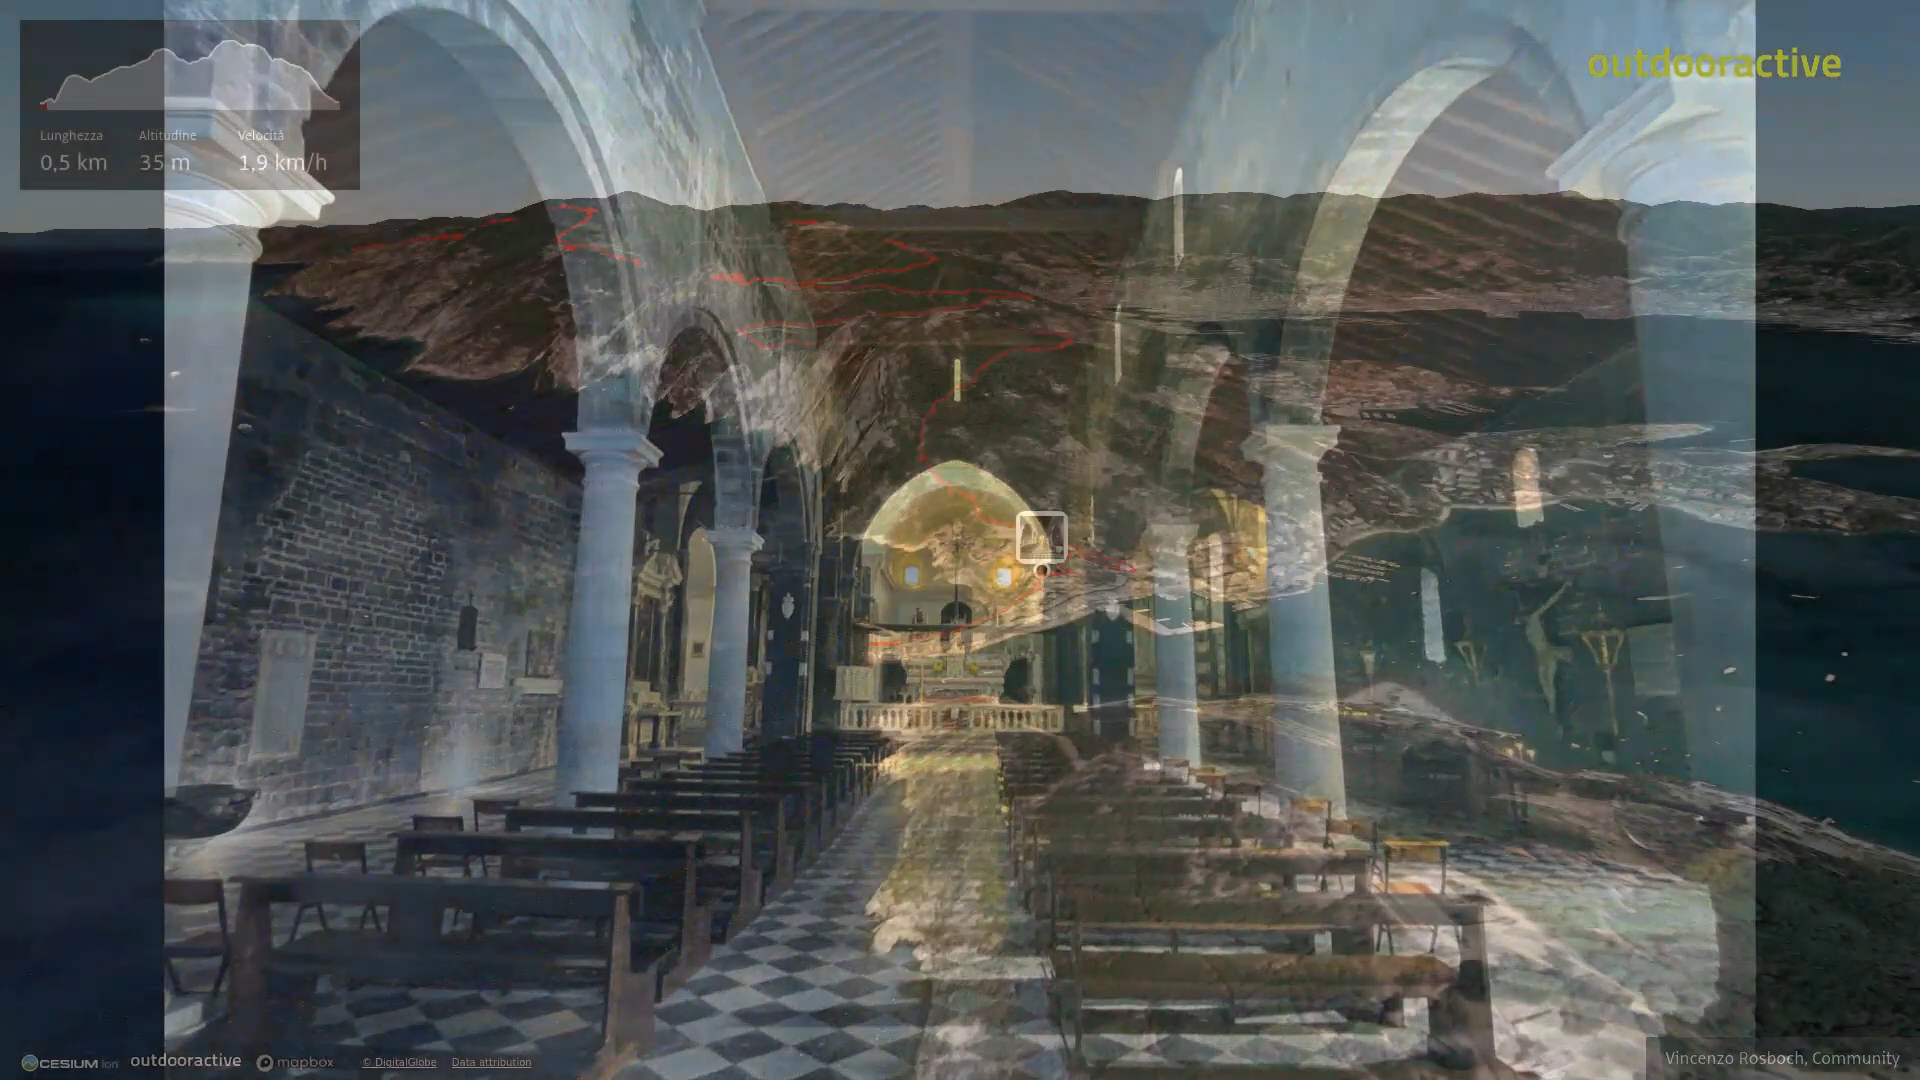 outdooractive
Lunghezza Altitudine Velocità
0,5 km 35 m 1,9 km/h
CESIUM ion outdooractive mapbox © DigitalGlobe Data attribution
Vincenzo Rosboch, Community